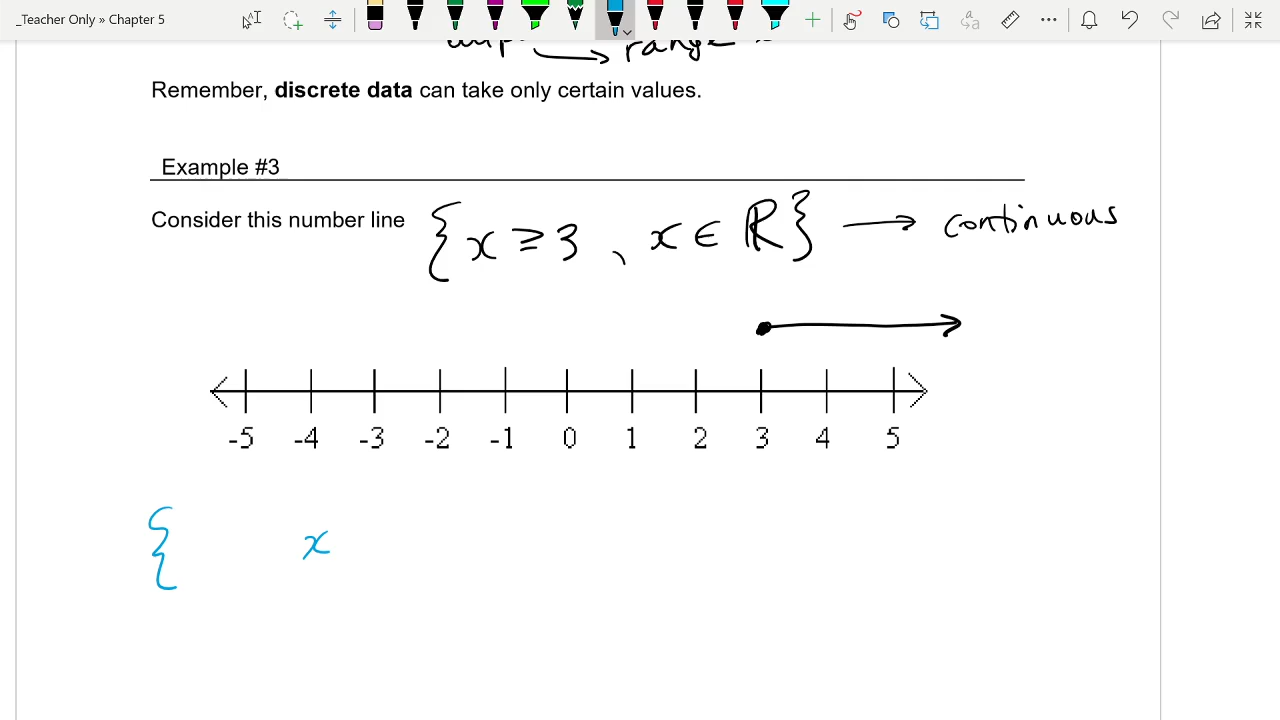 _Teacher Only » Chapter 5
range
Remember, discrete data can take only certain values.
Example #3
Consider this number line {x ≥ 3, x ∈ ℝ} → continuous
-5 -4 -3 -2 -1 0 1 2 3 4 5
{ x